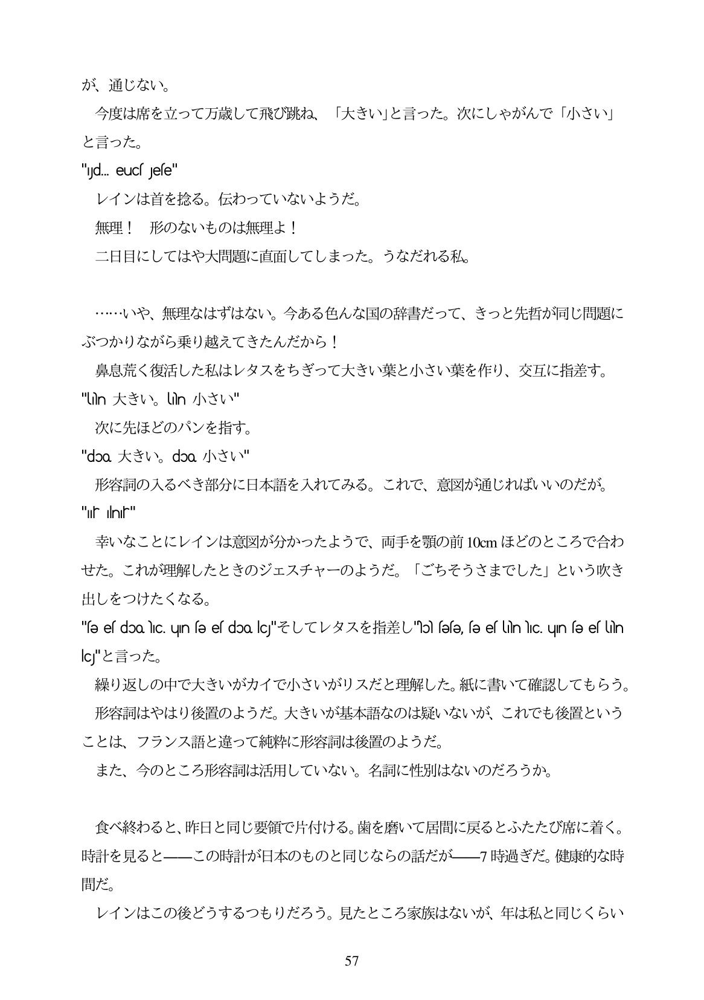 が、通じない。
今度は席を立って万歳して飛び跳ね、「大きい」と言った。次にしゃがんで「小さい」
と言った。
レインは首を捻る。伝わっていないようだ。
無理！　形のないものは無理よ！
二日目にしてはや大問題に直面してしまった。うなだれる私。
……いや、無理なはずはない。今ある色んな国の辞書だって、きっと先哲が同じ問題に
ぶつかりながら乗り越えてきたんだから！
鼻息荒く復活した私はレタスをちぎって大きい葉と小さい葉を作り、交互に指差す。
大きい。 小さい"
次に先ほどのパンを指す。
大きい。 小さい"
形容詞の入るべき部分に日本語を入れてみる。これで、意図が通じればいいのだが。
幸いなことにレインは意図が分かったようで、両手を顎の前 10cm ほどのところで合わ
せた。これが理解したときのジェスチャーのようだ。「ごちそうさまでした」という吹き
出しをつけたくなる。
そしてレタスを指差し
と言った。
繰り返しの中で大きいがカイで小さいがリスだと理解した。紙に書いて確認してもらう。
形容詞はやはり後置のようだ。大きいが基本語なのは疑いないが、これでも後置という
ことは、フランス語と違って純粋に形容詞は後置のようだ。
また、今のところ形容詞は活用していない。名詞に性別はないのだろうか。
食べ終わると、昨日と同じ要領で片付ける。歯を磨いて居間に戻るとふたたび席に着く。
時計を見ると――この時計が日本のものと同じならの話だが――7 時過ぎだ。健康的な時
間だ。
レインはこの後どうするつもりだろう。見たところ家族はないが、年は私と同じくらい
57